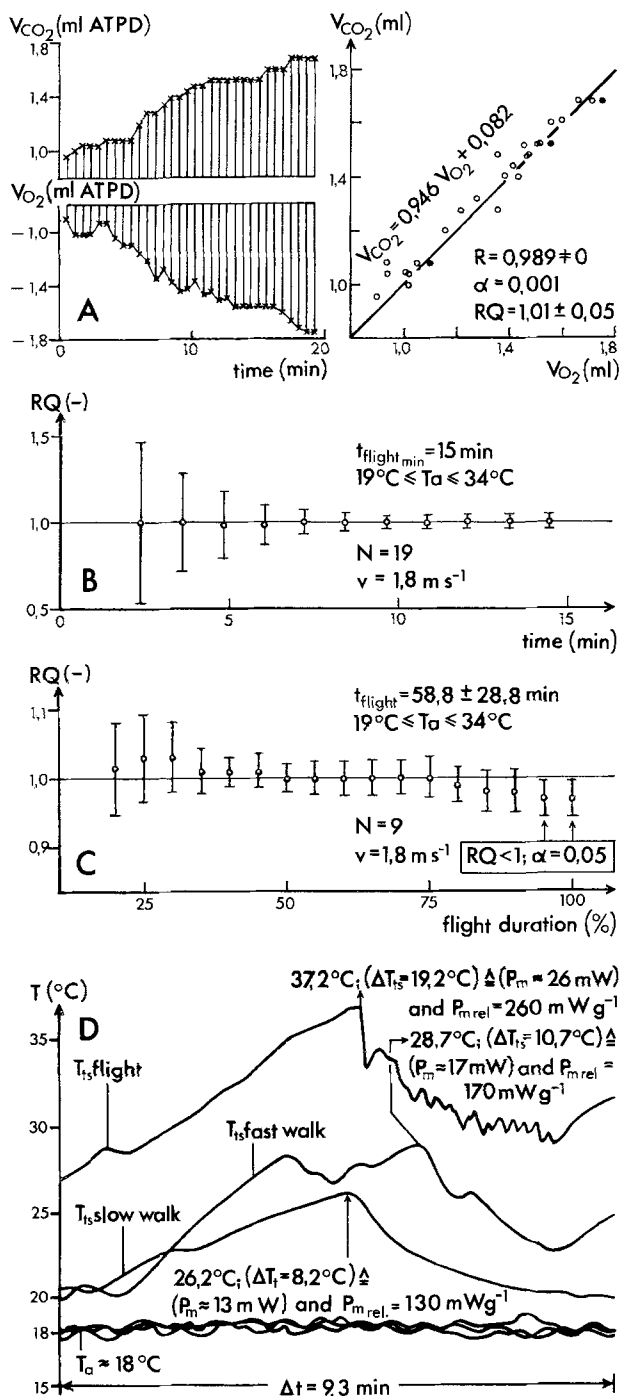 V_CO2 (ml ATPD)
1,8
1,4
1,0
V_O2 (ml ATPD)
−1,0
−1,4
−1,8
A
0
10
20
time (min)
V_CO2 (ml)
1,8
1,4
1,0
V_CO2 = 0,946 V_O2 + 0,082
R = 0,989 ≠ 0
α = 0,001
RQ = 1,01 ± 0,05
1,0
1,4
1,8
V_O2 (ml)
RQ (−)
1,5
1,0
0,5
B
t_flight min = 15 min
19°C ≤ Ta ≤ 34°C
N = 19
v = 1,8 m s⁻¹
0
5
10
15
time (min)
RQ (−)
1,1
1,0
0,9
C
t_flight = 58,8 ± 28,8 min
19°C ≤ Ta ≤ 34°C
N = 9
v = 1,8 m s⁻¹
RQ < 1; α = 0,05
25
50
75
100
flight duration (%)
T (°C)
D
37,2°C; (ΔT_ts = 19,2°C) ≙ (P_m ≈ 26 mW)
and P_m rel = 260 mW g⁻¹
28,7°C; (ΔT_ts = 10,7°C) ≙
(P_m ≈ 17 mW) and P_m rel =
170 mW g⁻¹
35
30
25
20
18
15
T_ts flight
T_ts fast walk
T_ts slow walk
26,2°C; (ΔT_t = 8,2°C) ≙
(P_m ≈ 13 m W) and P_m rel. = 130 mW g⁻¹
T_a ≈ 18 °C
Δt = 9,3 min